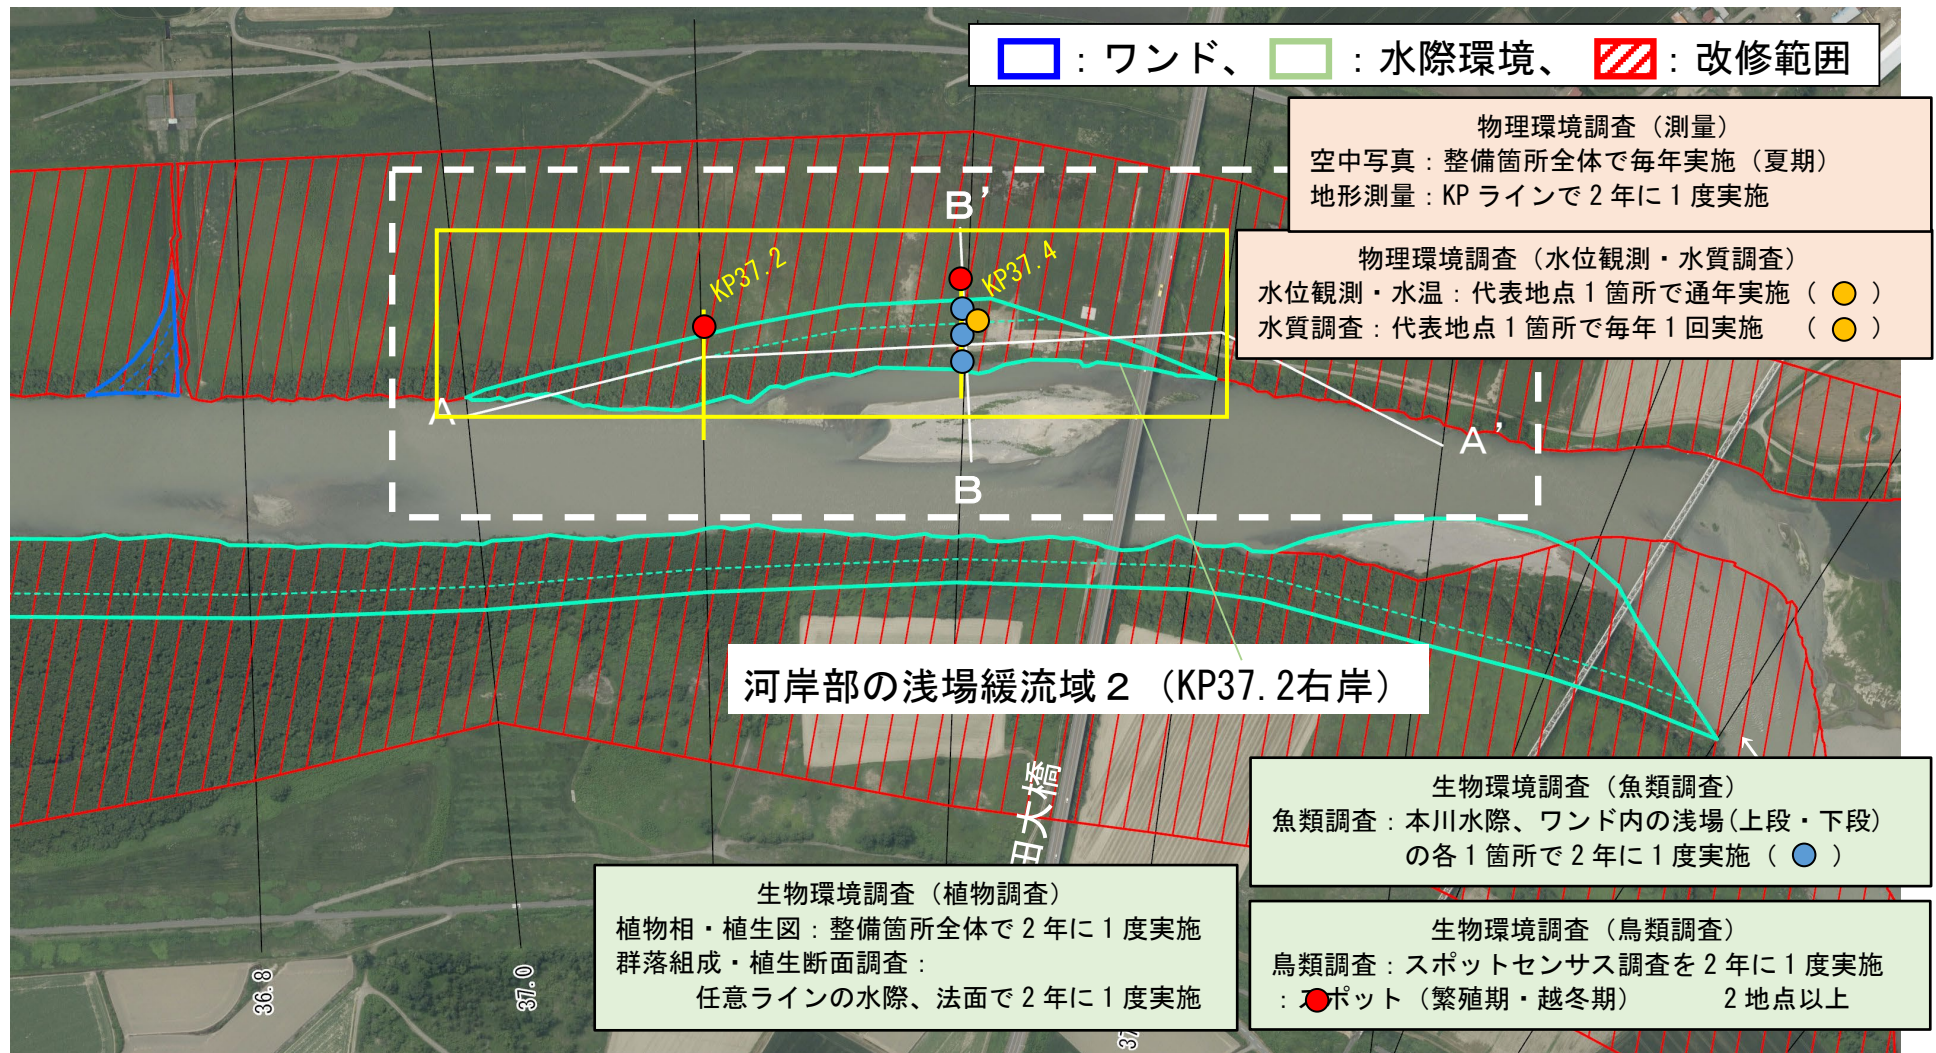 ：ワンド、 ：水際環境、 ：改修範囲
物理環境調査（測量）
空中写真：整備箇所全体で毎年実施（夏期）
地形測量：KPラインで2年に1度実施
物理環境調査（水位観測・水質調査）
水位観測・水温：代表地点1箇所で通年実施（ ）
水質調査：代表地点1箇所で毎年1回実施 （ ）
B’
KP37.2
KP37.4
A
A’
B
河岸部の浅場緩流域２（KP37.2右岸）
田大橋
生物環境調査（魚類調査）
魚類調査：本川水際、ワンド内の浅場(上段・下段)
の各1箇所で2年に1度実施（ ）
生物環境調査（植物調査）
植物相・植生図：整備箇所全体で2年に1度実施
群落組成・植生断面調査：
任意ラインの水際、法面で2年に1度実施
生物環境調査（鳥類調査）
鳥類調査：スポットセンサス調査を2年に1度実施
：スポット（繁殖期・越冬期） 2地点以上
36.8
37.0